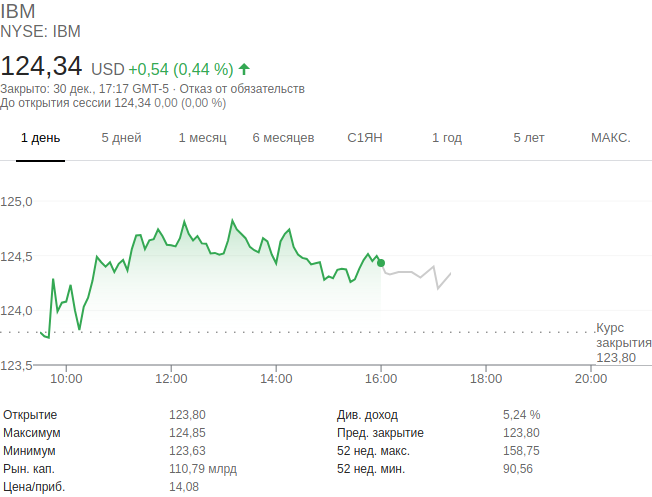 IBM
NYSE: IBM
124,34 USD +0,54 (0,44 %)
Закрыто: 30 дек., 17:17 GMT-5 · Отказ от обязательств
До открытия сессии 124,34 0,00 (0,00 %)
1 день 5 дней 1 месяц 6 месяцев С1ЯН 1 год 5 лет МАКС.
125,0
124,5
124,0
Курс
закрытия
123,80
123,5
10:00 12:00 14:00 16:00 18:00 20:00
Открытие 123,80 Див. доход 5,24 %
Максимум 124,85 Пред. закрытие 123,80
Минимум 123,63 52 нед. макс. 158,75
Рын. кап. 110,79 млрд 52 нед. мин. 90,56
Цена/приб. 14,08